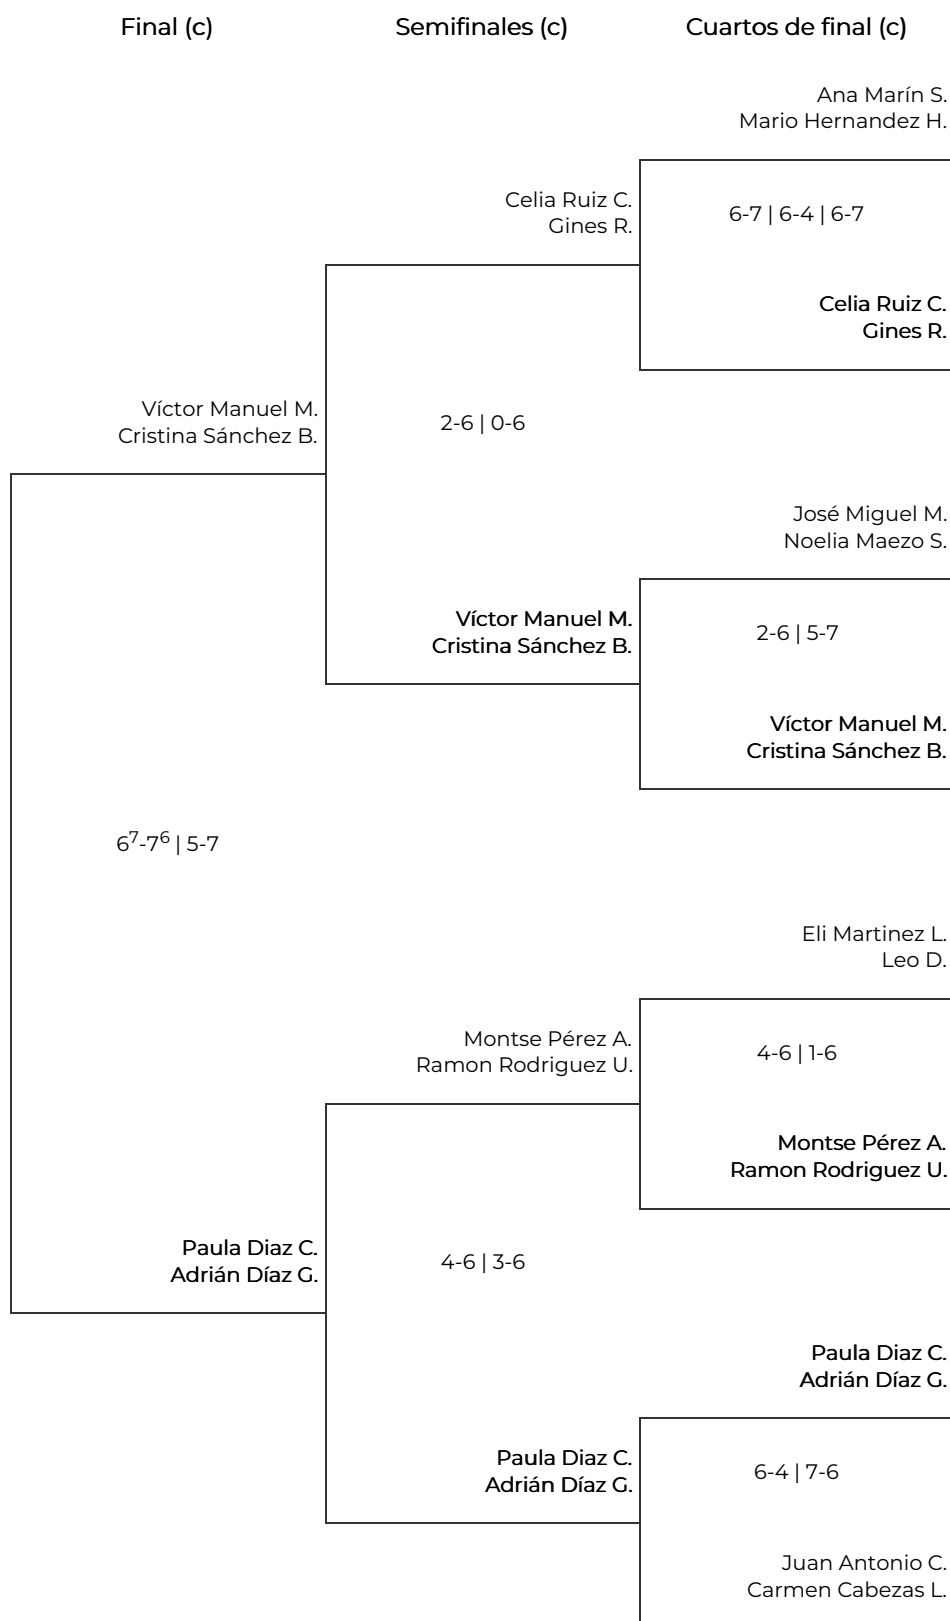 Final (c)
Semifinales (c)
Cuartos de final (c)
Ana Marín S.
Mario Hernandez H.
Celia Ruiz C.
Gines R.
6-7 | 6-4 | 6-7
Celia Ruiz C.
Gines R.
Víctor Manuel M.
Cristina Sánchez B.
2-6 | 0-6
José Miguel M.
Noelia Maezo S.
Víctor Manuel M.
Cristina Sánchez B.
2-6 | 5-7
Víctor Manuel M.
Cristina Sánchez B.
6⁷-7⁶ | 5-7
Eli Martinez L.
Leo D.
Montse Pérez A.
Ramon Rodriguez U.
4-6 | 1-6
Montse Pérez A.
Ramon Rodriguez U.
Paula Diaz C.
Adrián Díaz G.
4-6 | 3-6
Paula Diaz C.
Adrián Díaz G.
Paula Diaz C.
Adrián Díaz G.
6-4 | 7-6
Juan Antonio C.
Carmen Cabezas L.